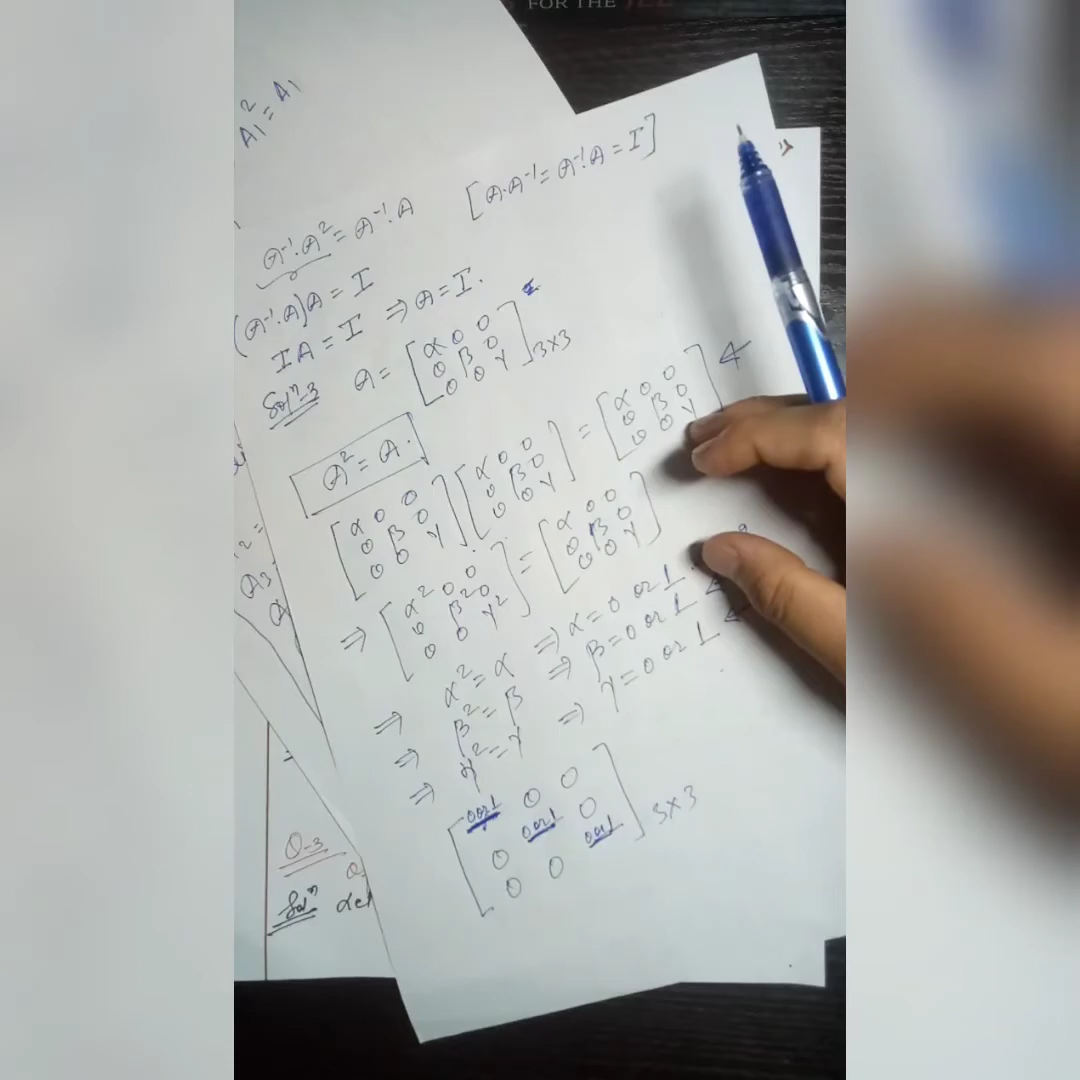 FOR THE JEE
A₁² = A₁
A⁻¹·A² = A⁻¹·A [A·A⁻¹ = A⁻¹·A = I]
(A⁻¹·A)A = I
IA = I ⇒ A = I.
Solⁿ-3 A = [α 0 0
0 β 0
0 0 γ]3×3
I
A² = A.
[α 0 0
0 β 0
0 0 γ] [α 0 0
0 β 0
0 0 γ] = [α 0 0
0 β 0
0 0 γ]
⇒ [α² 0 0
0 β² 0
0 0 γ²] = [α 0 0
0 β 0
0 0 γ]
⇒ α² = α ⇒ α = 0 or 1.
⇒ β² = β ⇒ β = 0 or 1
⇒ γ² = γ ⇒ γ = 0 or 1
[0 or 1 0 0
0 0 or 1 0
0 0 0 or 1] 3×3
Q-3
Solⁿ